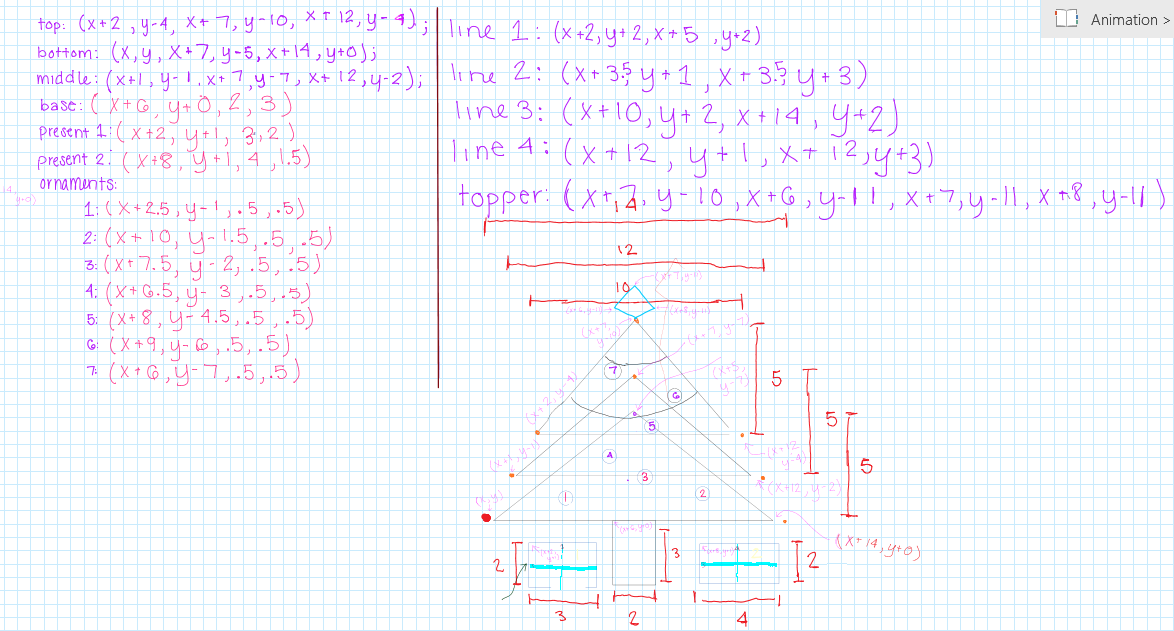 Animation >
top: (x+2, y-4, x+7, y-10, x+12, y-4);
bottom: (x,y, x+7, y-5, x+14, y+0);
middle: (x+1, y-1, x+7, y-7, x+12, y-2);
base: ( x+6, y+0, 2, 3)
present 1: ( x+2, y+1, 3, 2 )
present 2: ( x+8, y+1, 4, 1.5)
ornaments:
1: (x+2.5, y-1, .5, .5)
2: (x+10, y-1.5, .5, .5)
3: (x+7.5, y-2, .5, .5)
4: (x+6.5, y-3, .5, .5)
5: (x+8, y-4.5, .5, .5)
6: (x+9, y-6, .5, .5)
7: (x+6, y-7, .5, .5)
line 1: (x+2, y+2, x+5, y+2)
line 2: (x+3.5 y+1, x+3.5 y+3)
line 3: (x+10, y+2, x+14, y+2)
line 4: (x+12, y+1, x+12, y+3)
topper: (x+7, y-10, x+6, y-11, x+7, y-11, x+8, y-11)
14
12
10
(x+8, y-11)
(x+2, y-4)
7
6
5
5
5
5
4
3
1
2
(x,y)
(x+12
y-4)
(x+12, y-2)
(x+14, y+0)
2
3
2
3
2
4